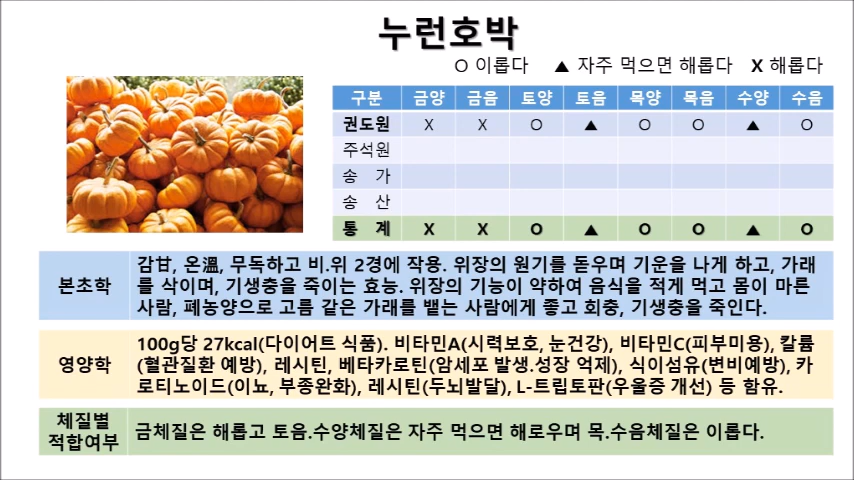 누런호박
O 이롭다 ▲ 자주 먹으면 해롭다 X 해롭다
구분 금양 금음 토양 토음 목양 목음 수양 수음
권도원 X X O ▲ O O ▲ O
주석원
송 가
송 산
통 계 X X O ▲ O O ▲ O
본초학
감甘, 온溫, 무독하고 비.위 2경에 작용. 위장의 원기를 돋우며 기운을 나게 하고, 가래
를 삭이며, 기생충을 죽이는 효능. 위장의 기능이 약하여 음식을 적게 먹고 몸이 마른
사람, 폐농양으로 고름 같은 가래를 뱉는 사람에게 좋고 회충, 기생충을 죽인다.
영양학
100g당 27kcal(다이어트 식품). 비타민A(시력보호, 눈건강), 비타민C(피부미용), 칼륨
(혈관질환 예방), 레시틴, 베타카로틴(암세포 발생.성장 억제), 식이섬유(변비예방), 카
로티노이드(이뇨, 부종완화), 레시틴(두뇌발달), L-트립토판(우울증 개선) 등 함유.
체질별
적합여부
금체질은 해롭고 토음.수양체질은 자주 먹으면 해로우며 목.수음체질은 이롭다.